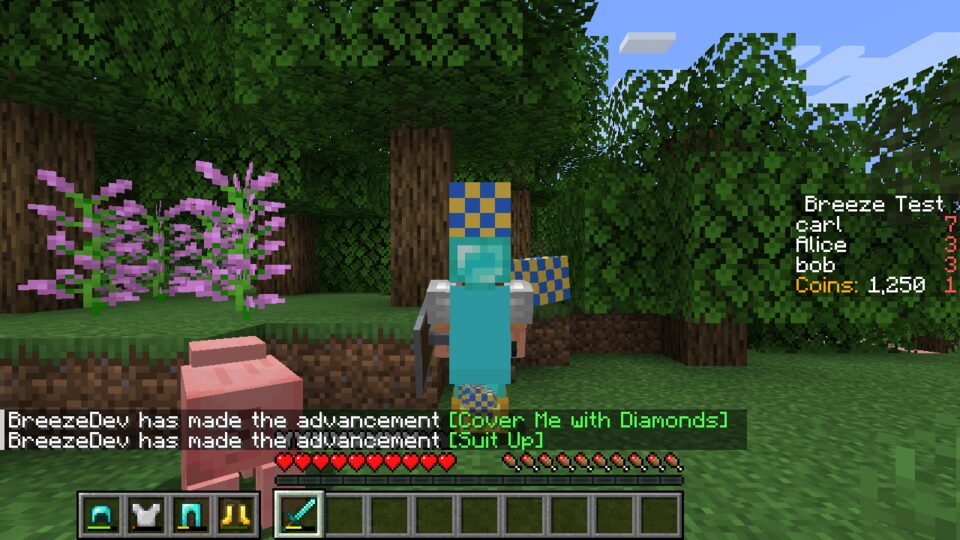 Breeze Test
carl 7
Alice 3
bob 3
Coins: 1,250 1
BreezeDev has made the advancement [Cover Me with Diamonds]
BreezeDev has made the advancement [Suit Up]